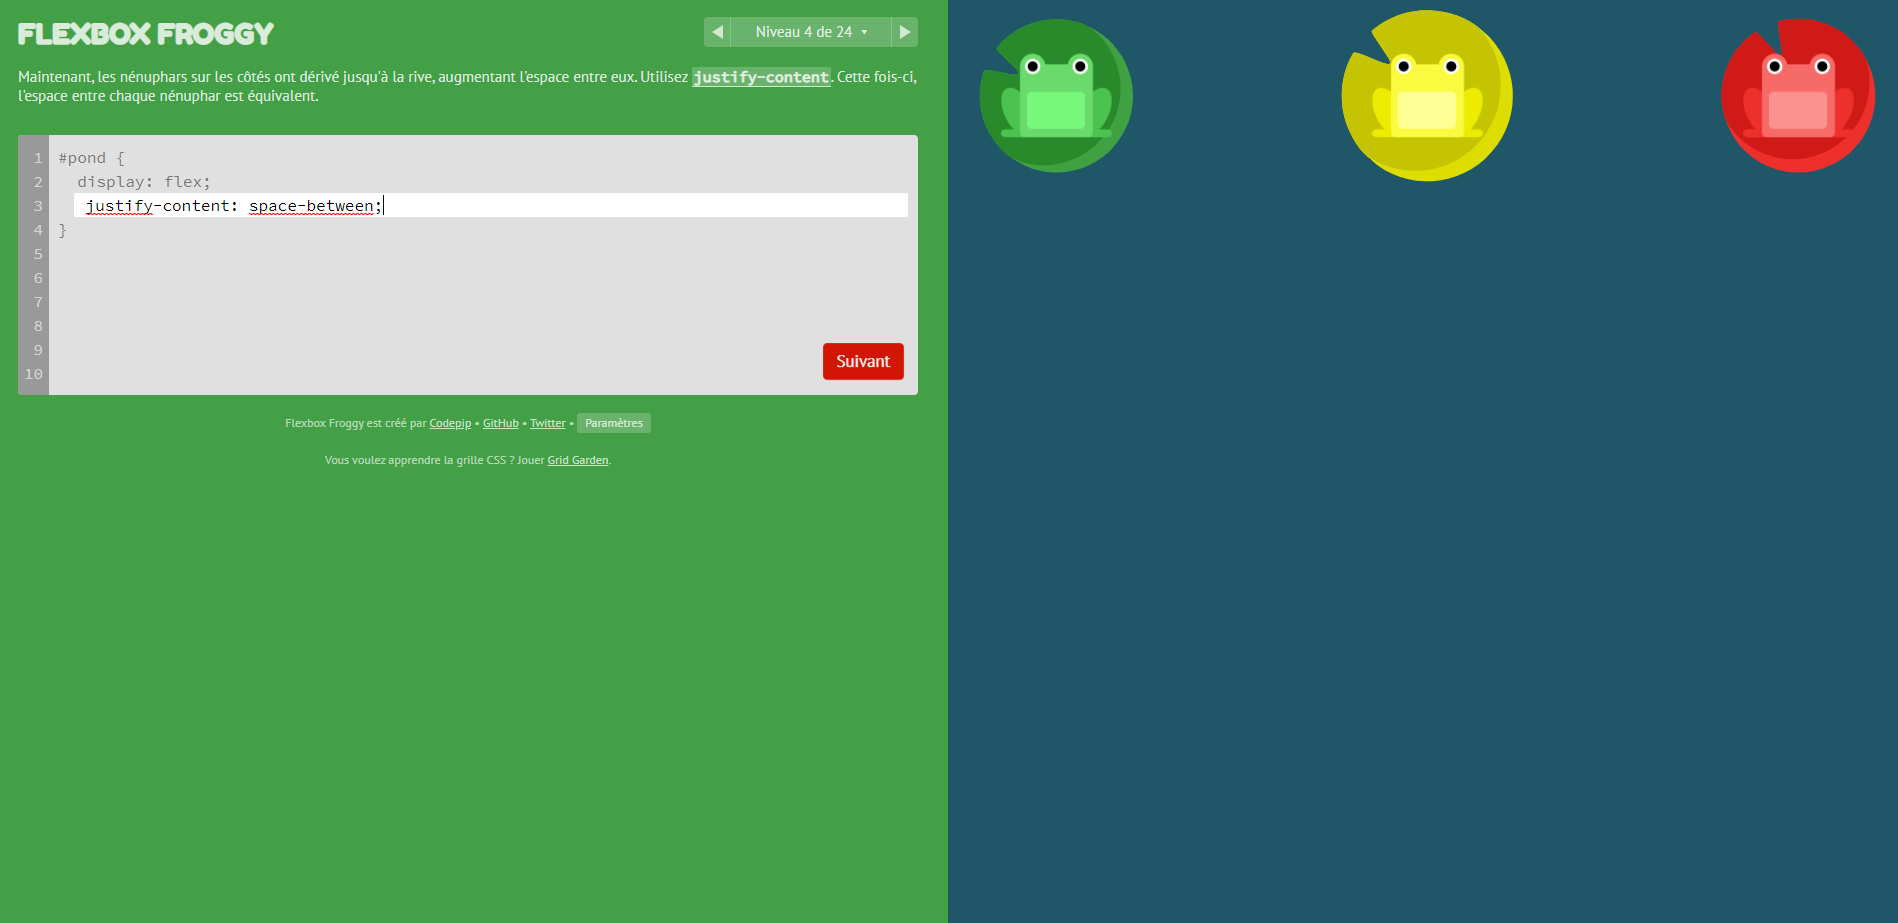 FLEXBOX FROGGY
Niveau 4 de 24
Maintenant, les nénuphars sur les côtés ont dérivé jusqu'à la rive, augmentant l'espace entre eux. Utilisez justify-content. Cette fois-ci,
l'espace entre chaque nénuphar est équivalent.
1 #pond {
2 display: flex;
3 justify-content: space-between;
4 }
5
6
7
8
9
10
Suivant
Flexbox Froggy est créé par Codepip • GitHub • Twitter • Paramètres
Vous voulez apprendre la grille CSS ? Jouer Grid Garden.